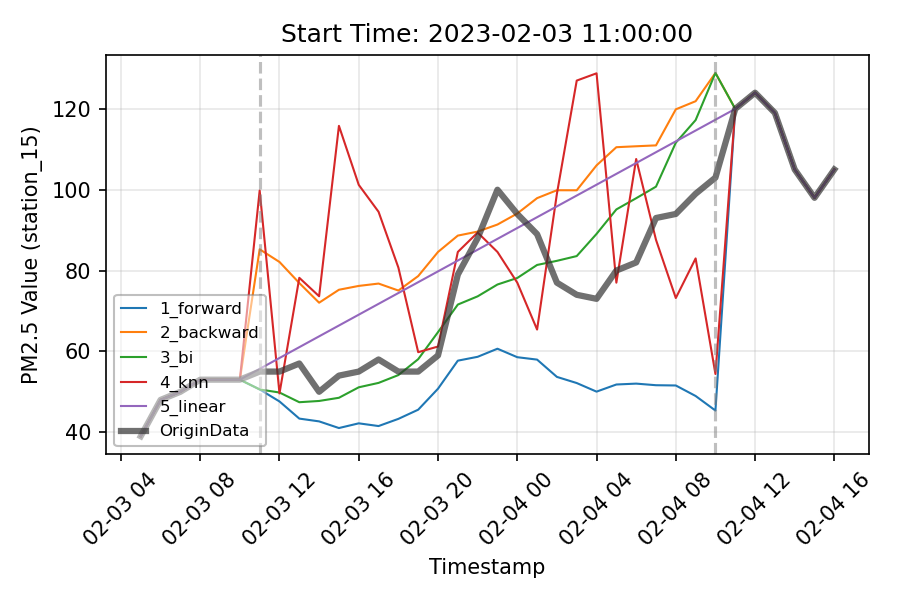 Start Time: 2023-02-03 11:00:00
PM2.5 Value (station_15)
120
100
80
60
40
1_forward
2_backward
3_bi
4_knn
5_linear
OriginData
02-03 04
02-03 08
02-03 12
02-03 16
02-03 20
02-04 00
02-04 04
02-04 08
02-04 12
02-04 16
Timestamp